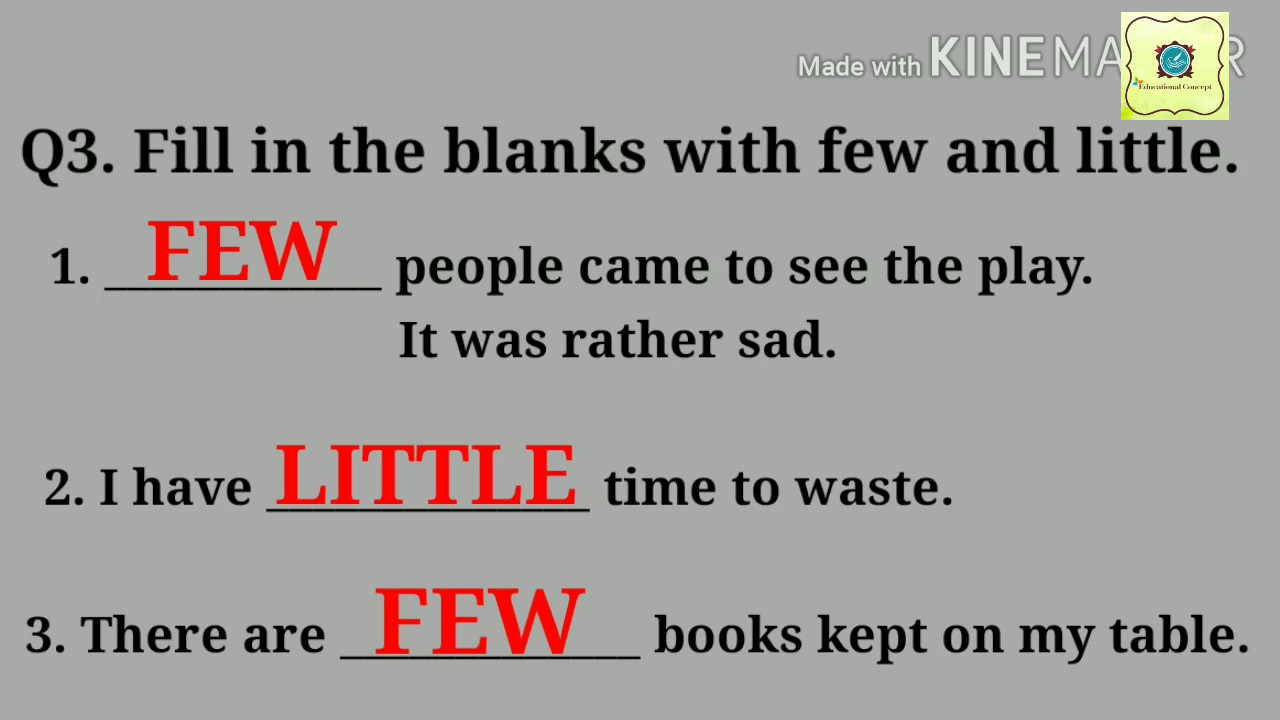 Made with KINEMA R
Educational Concept
Q3. Fill in the blanks with few and little.
1. FEW people came to see the play.
It was rather sad.
2. I have LITTLE time to waste.
3. There are FEW books kept on my table.